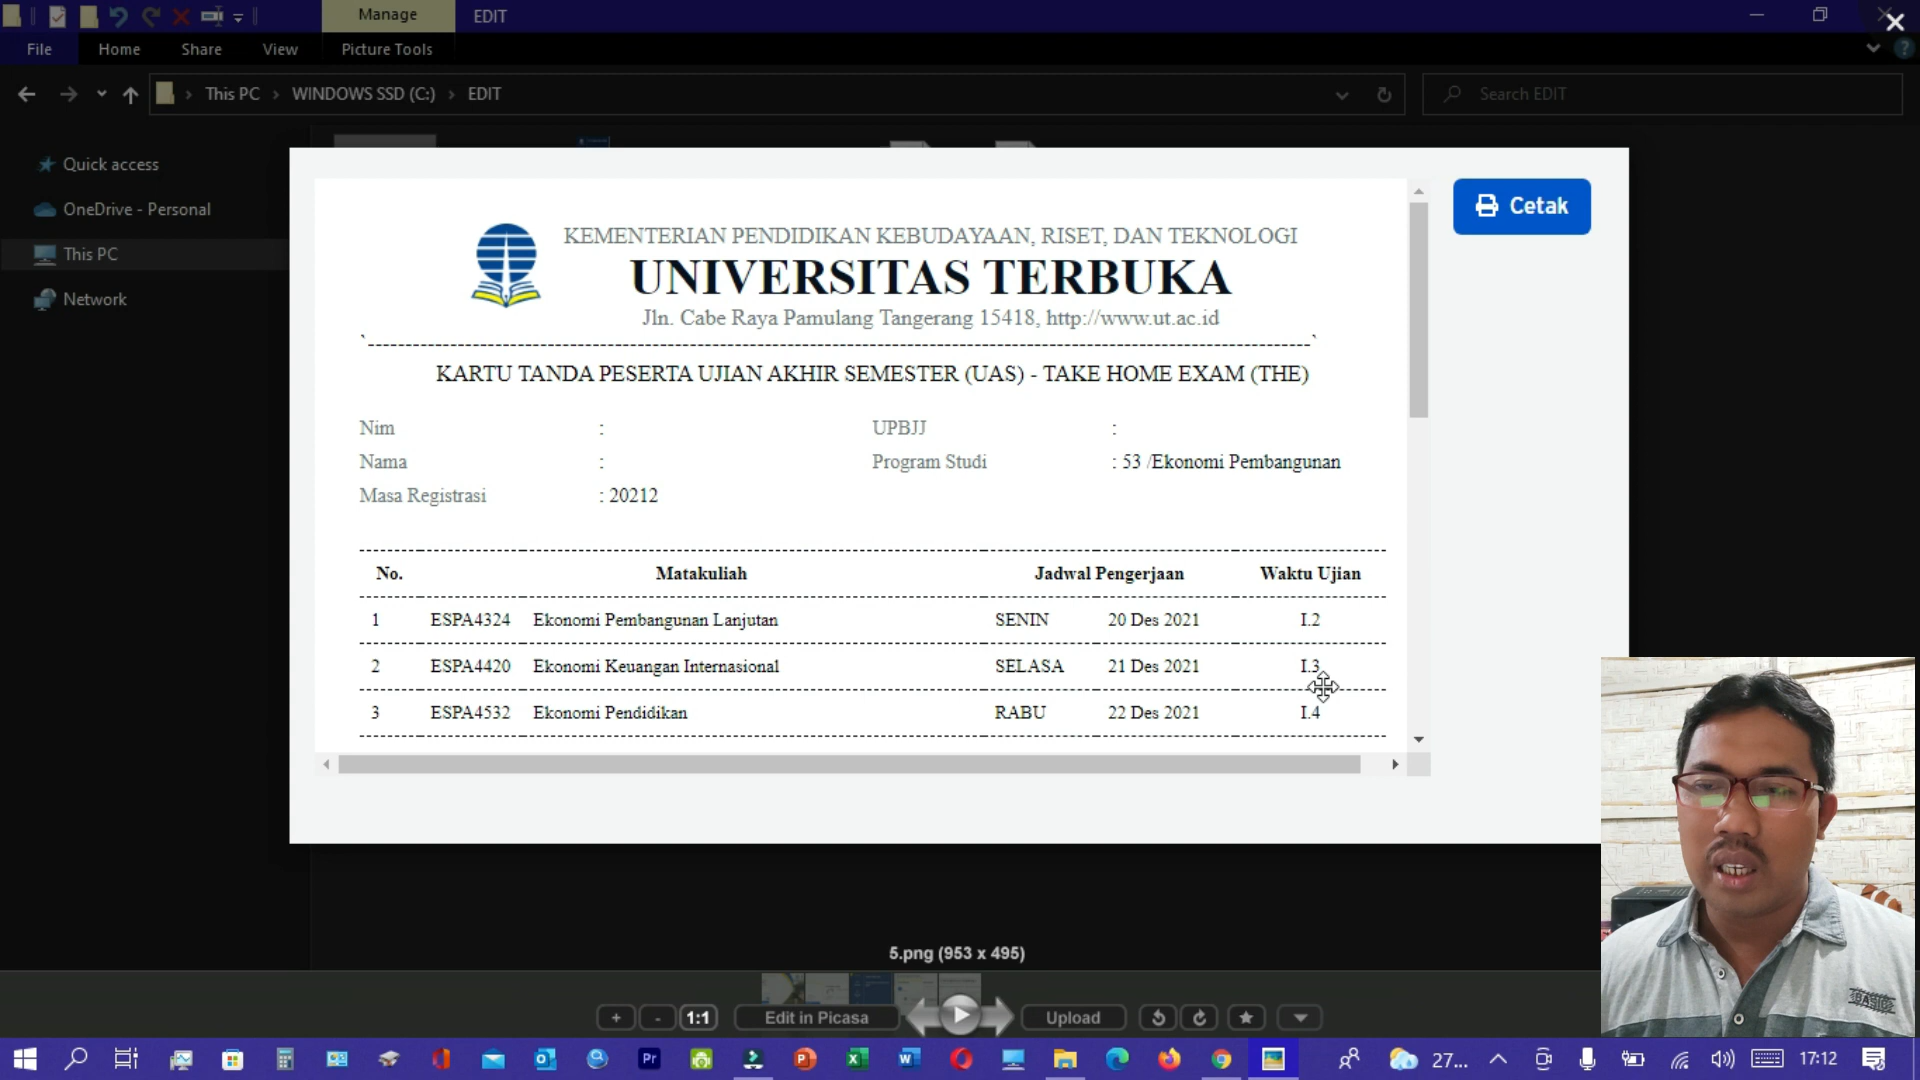 Manage
EDIT
File
Home
Share
View
Picture Tools
This PC
WINDOWS SSD (C:)
EDIT
Search EDIT
Quick access
OneDrive - Personal
This PC
Network
Cetak
KEMENTERIAN PENDIDIKAN KEBUDAYAAN, RISET, DAN TEKNOLOGI
UNIVERSITAS TERBUKA
Jln. Cabe Raya Pamulang Tangerang 15418, http://www.ut.ac.id
KARTU TANDA PESERTA UJIAN AKHIR SEMESTER (UAS) - TAKE HOME EXAM (THE)
Nim : UPBJJ :
Nama : Program Studi : 53 /Ekonomi Pembangunan
Masa Registrasi : 20212
No. Matakuliah Jadwal Pengerjaan Waktu Ujian
1 ESPA4324 Ekonomi Pembangunan Lanjutan SENIN 20 Des 2021 I.2
2 ESPA4420 Ekonomi Keuangan Internasional SELASA 21 Des 2021 I.3
3 ESPA4532 Ekonomi Pendidikan RABU 22 Des 2021 I.4
BASIC
5.png (953 x 495)
+ - 1:1 Edit in Picasa Upload
Pr
27... 17:12